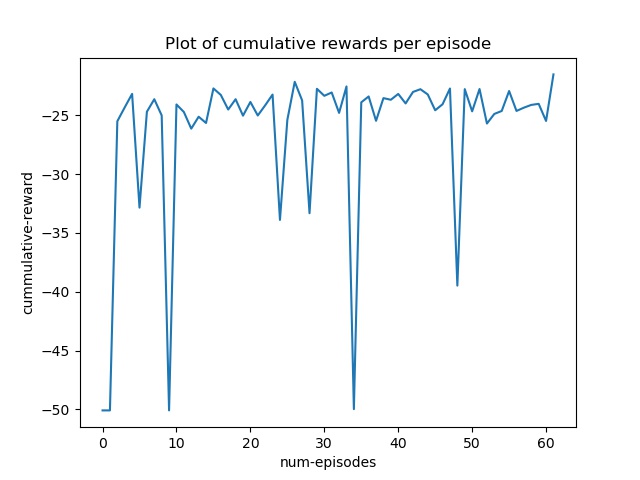 Plot of cumulative rewards per episode
cummulative-reward
−25
−30
−35
−40
−45
−50
0 10 20 30 40 50 60
num-episodes